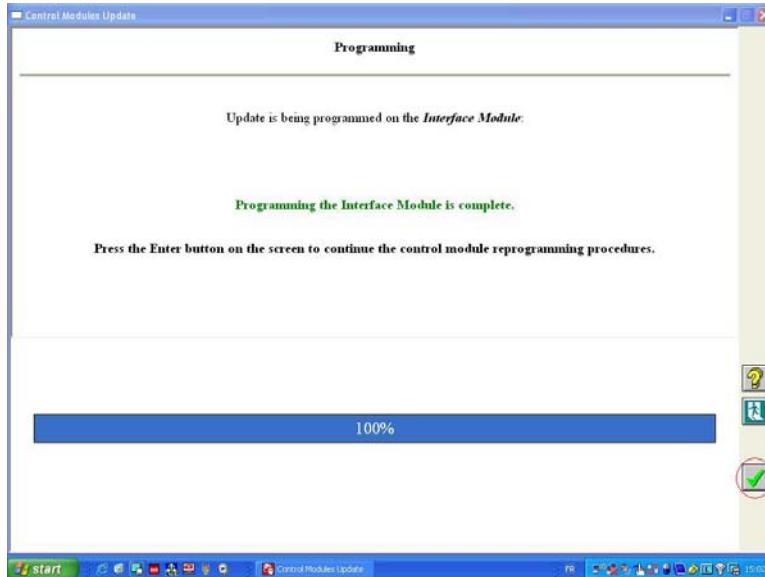 Control Modules Update
Programming
Update is being programmed on the Interface Module:
Programming the Interface Module is complete.
Press the Enter button on the screen to continue the control module reprogramming procedures.
100%
start
Control Modules Update
FR
15:02